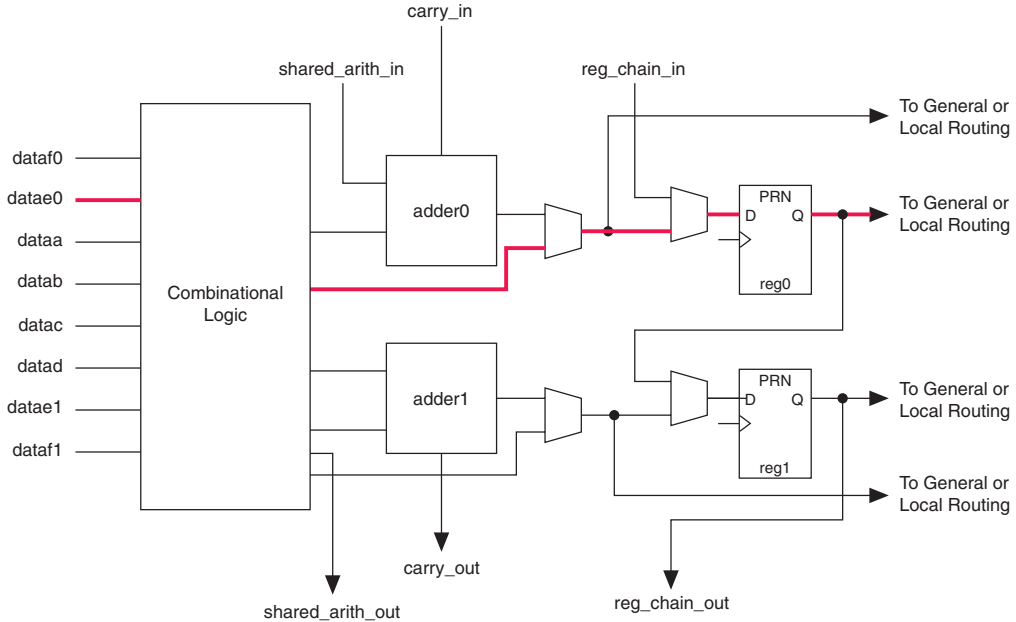 carry_in
shared_arith_in
reg_chain_in
To General or
Local Routing
dataf0
datae0
dataa
datab
datac
datad
datae1
dataf1
Combinational
Logic
adder0
PRN
D Q
reg0
To General or
Local Routing
adder1
PRN
D Q
reg1
To General or
Local Routing
To General or
Local Routing
carry_out
shared_arith_out
reg_chain_out